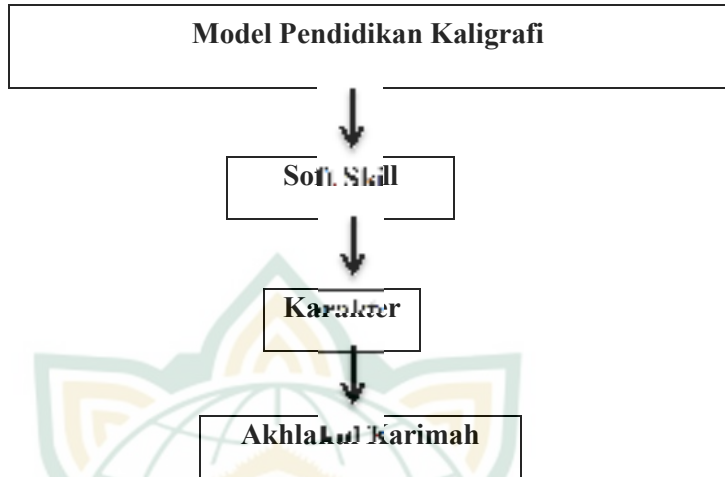 Model Pendidikan Kaligrafi
Soft Skill
Karakter
Akhlakul Karimah